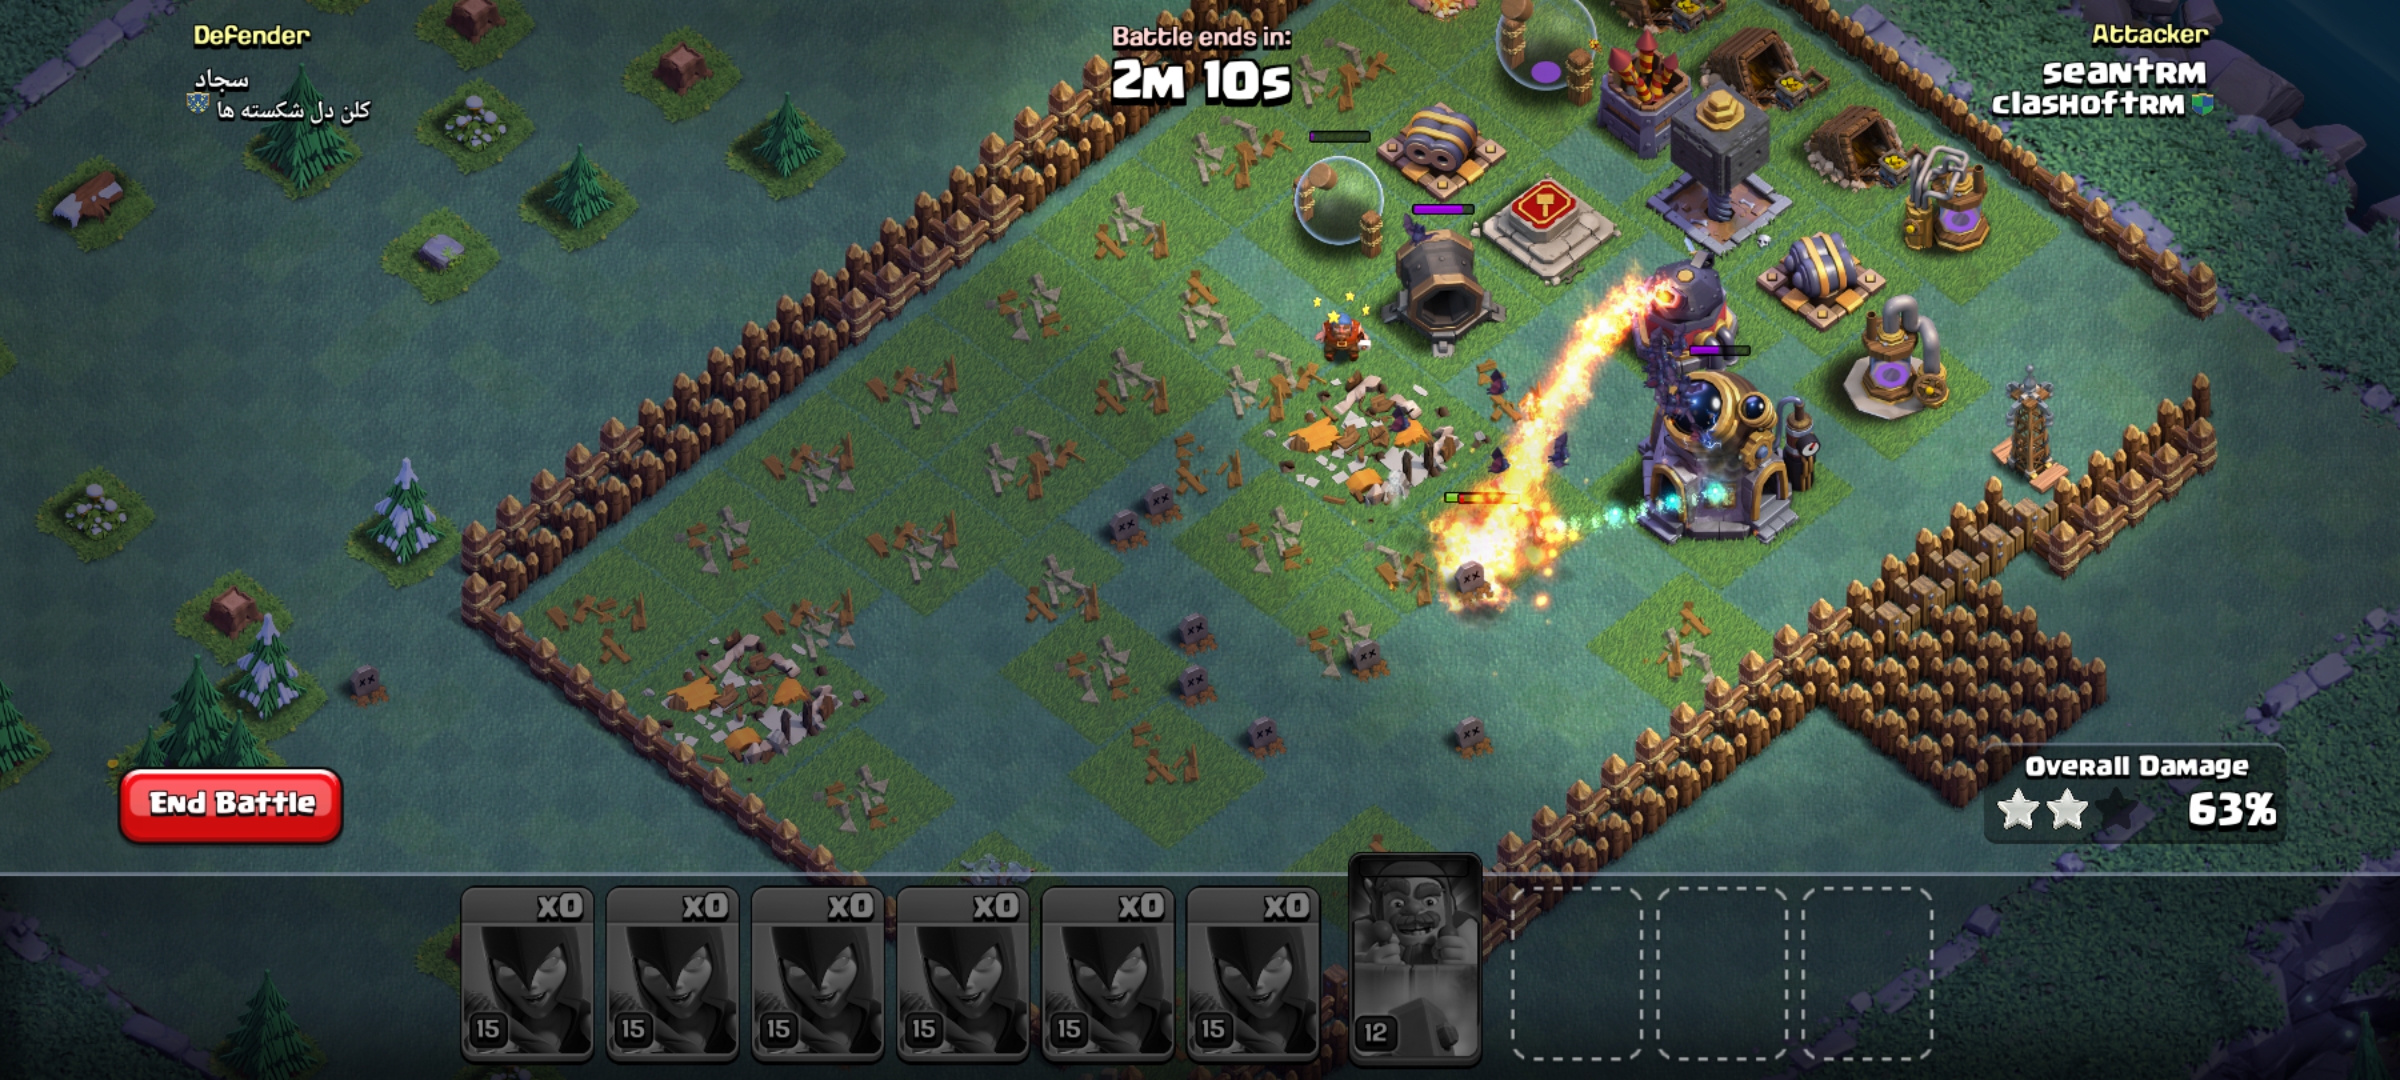 Defender
سجاد
کلن دل شکسته ها
Battle ends in:
2M 10s
Attacker
seantRM
clashoftRM
End Battle
Overall Damage
63%
x0 x0 x0 x0 x0 x0
15 15 15 15 15 15 12